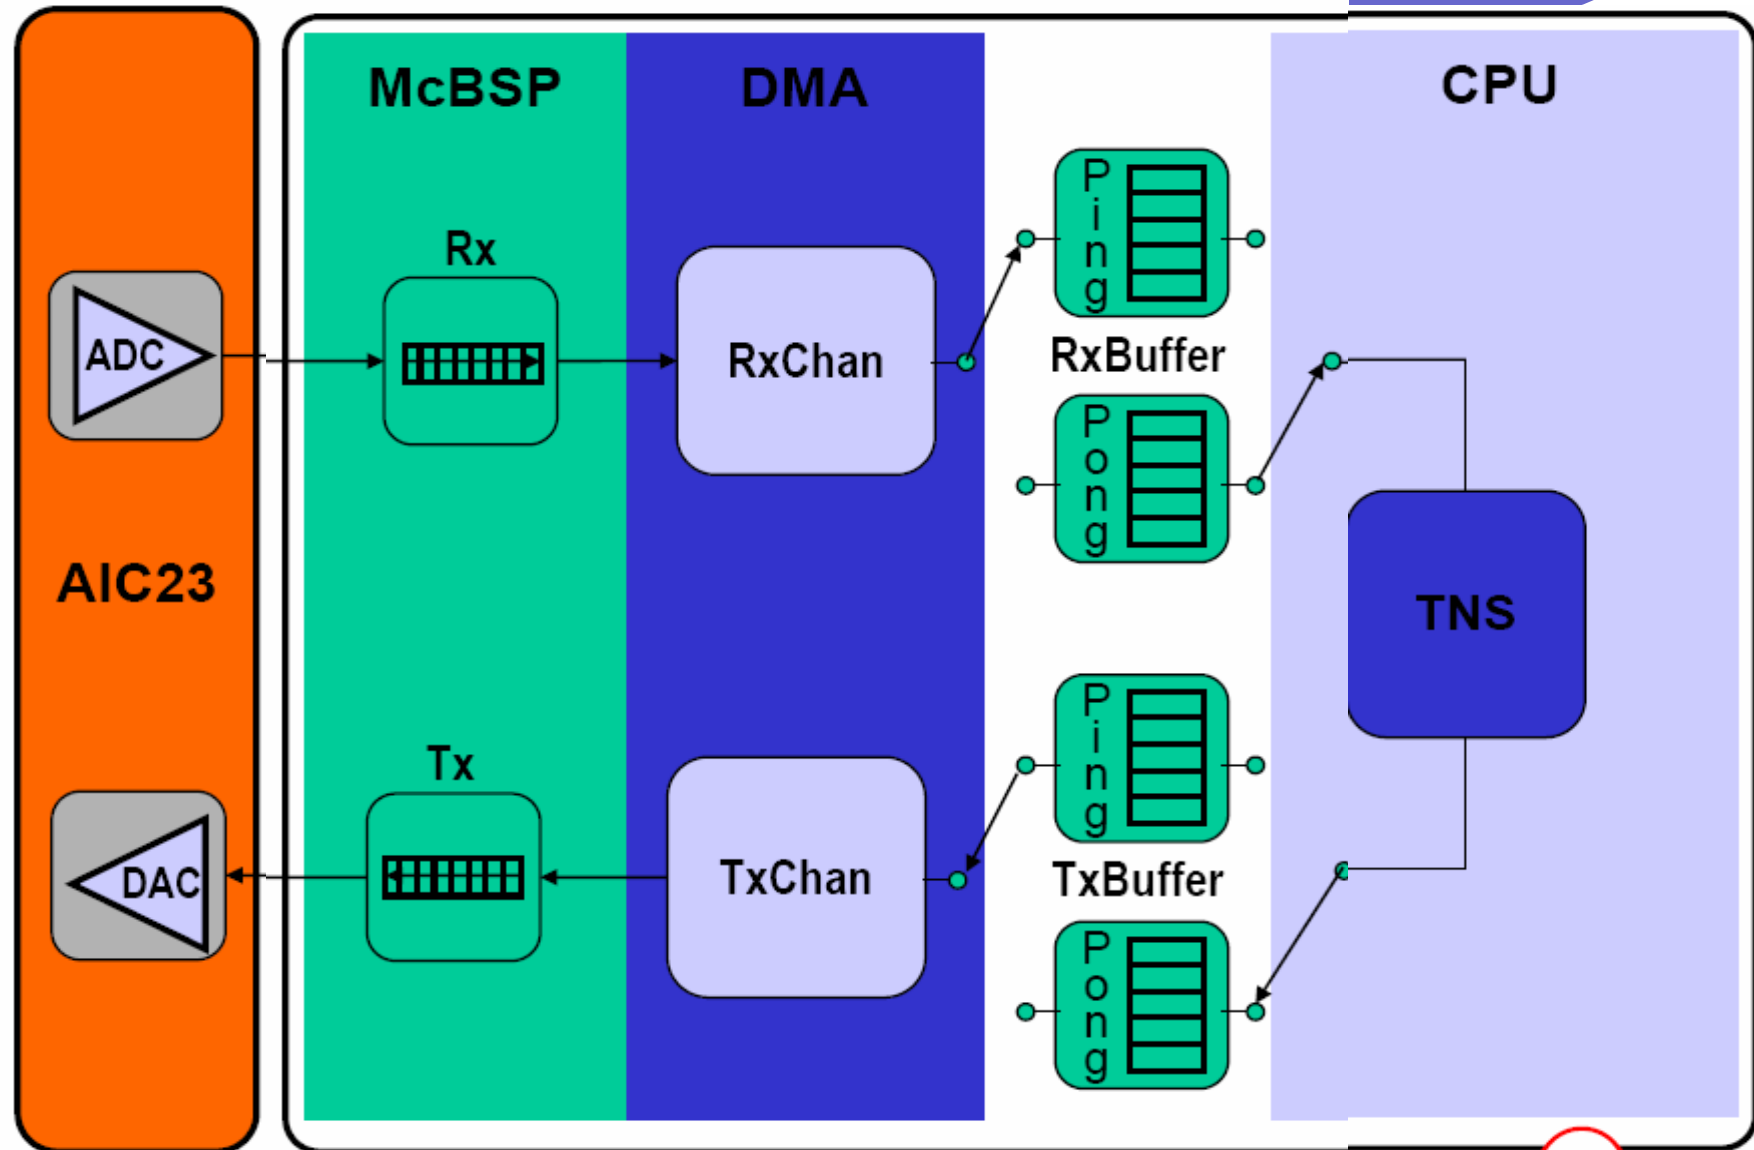 McBSP
DMA
CPU
Ping
Rx
ADC
RxChan
RxBuffer
Pong
AIC23
TNS
Ping
Tx
DAC
TxChan
TxBuffer
Pong